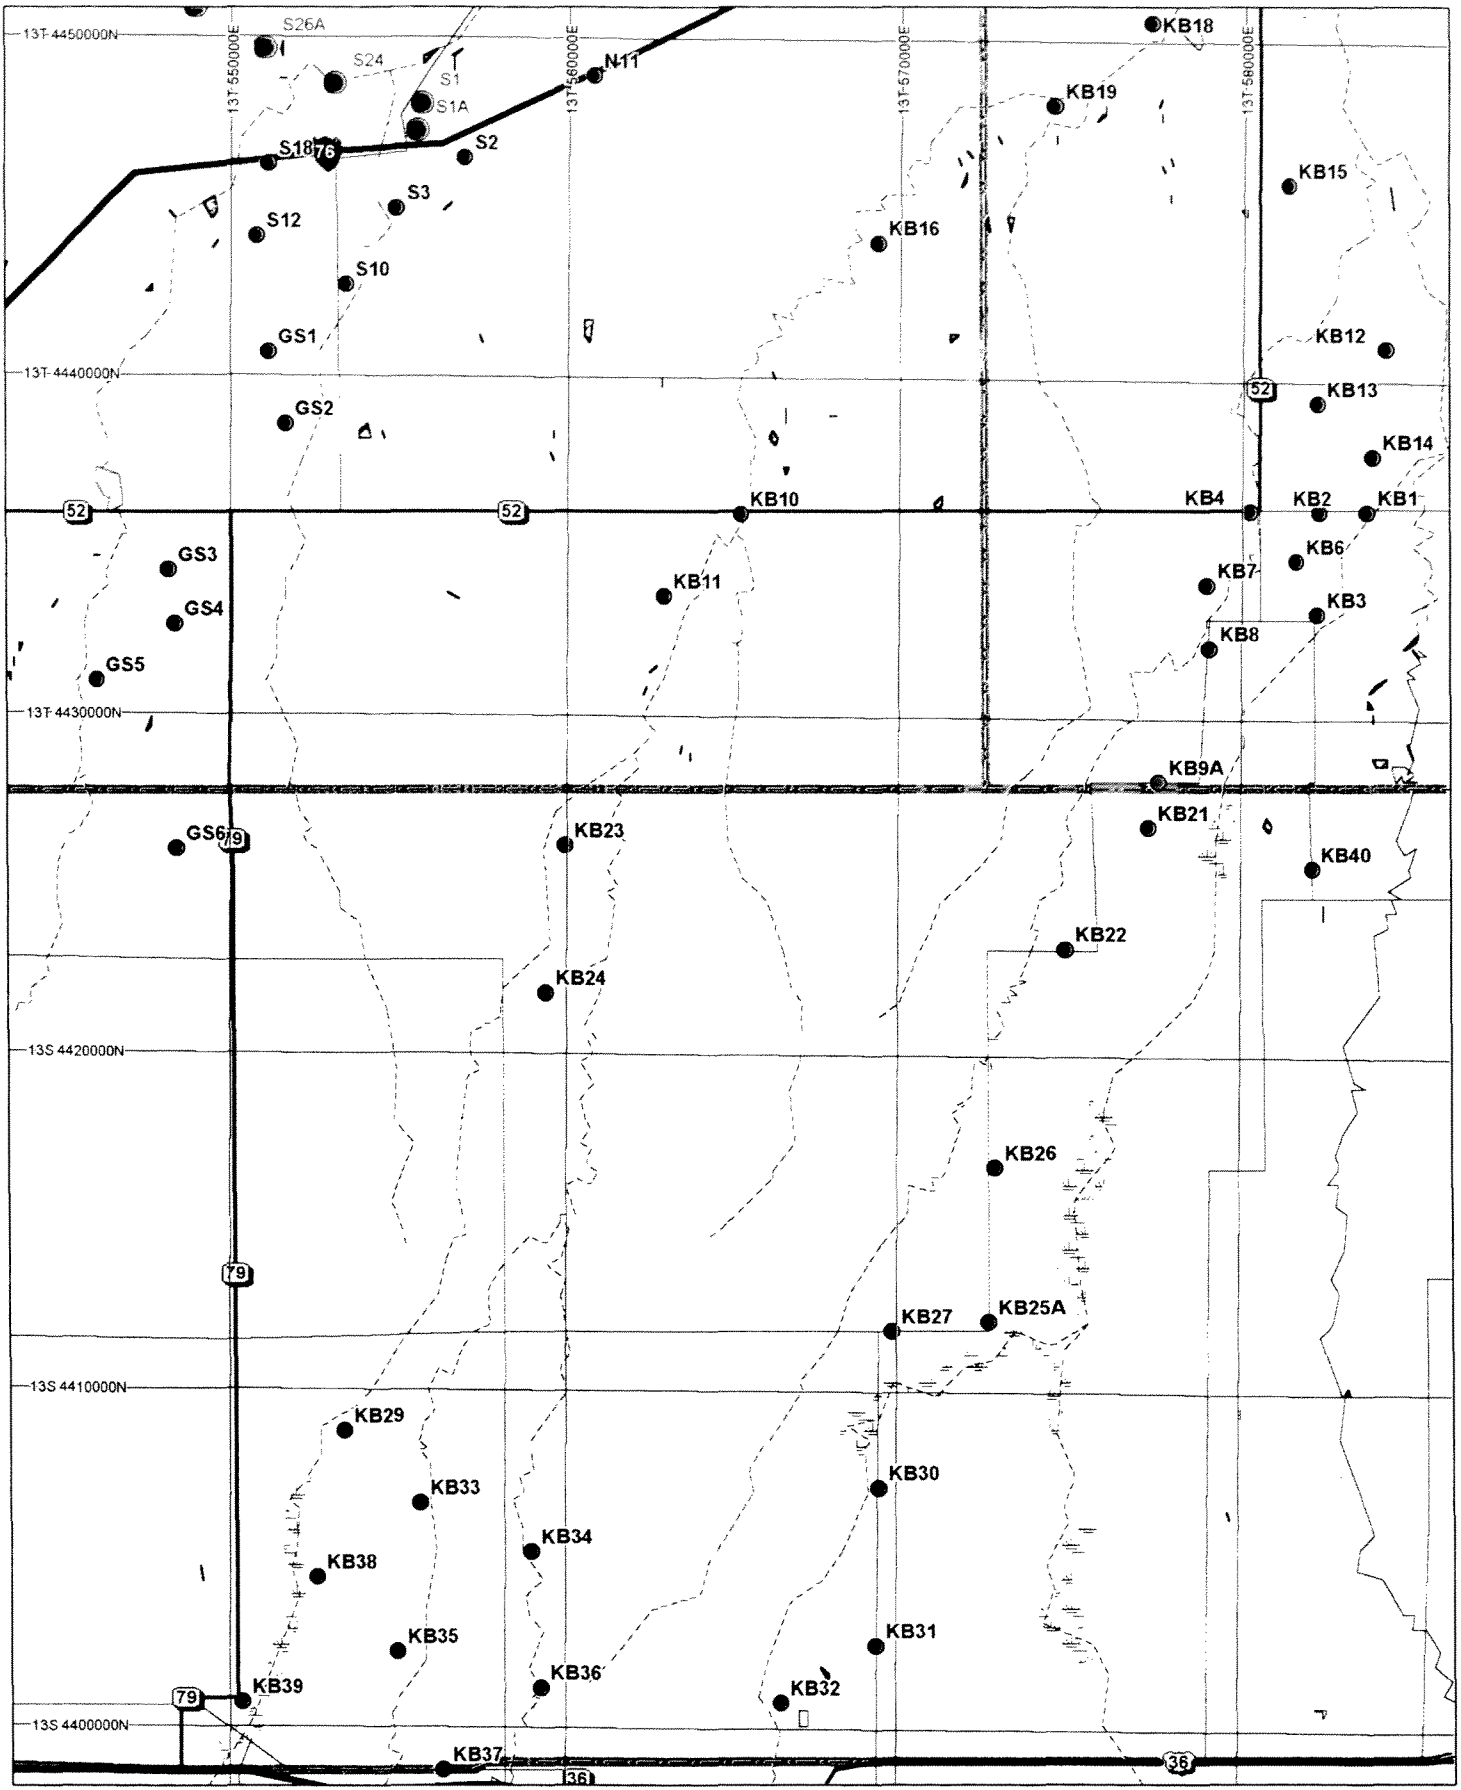 S26A
13T 4450000N
13T 550000E
13T 560000E
13T 570000E
13T 580000E
KB18
S24
N11
S1
KB19
S1A
S18
76
S2
KB15
S3
S12
KB16
S10
GS1
KB12
13T 4440000N
52
KB13
GS2
KB14
52
52
KB10
KB4
KB2
KB1
GS3
KB6
KB7
KB11
GS4
KB3
KB8
GS5
13T 4430000N
KB9A
KB21
GS6
79
KB23
KB40
KB22
KB24
13S 4420000N
KB26
79
KB25A
KB27
13S 4410000N
KB29
KB30
KB33
KB34
KB38
KB35
KB31
KB36
KB39
79
KB32
13S 4400000N
KB37
36
36